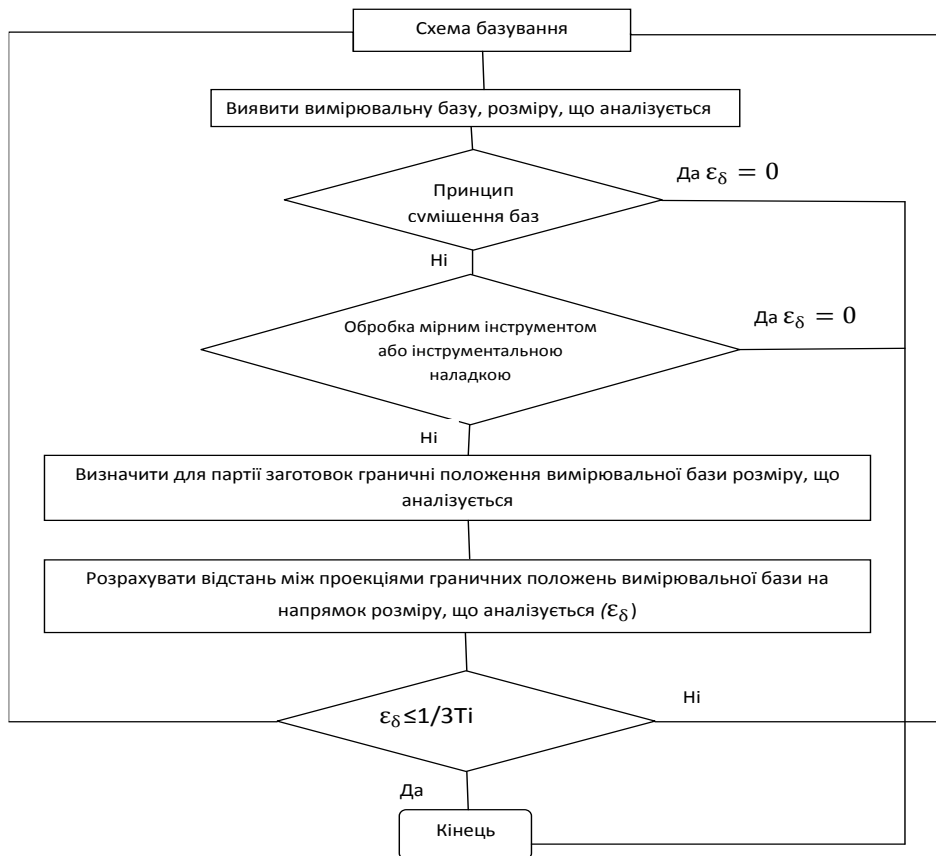 Схема базування
Виявити вимірювальну базу, розміру, що аналізується
Принцип
суміщення баз
Да εδ = 0
Ні
Обробка мірним інструментом
або інструментальною
наладкою
Да εδ = 0
Ні
Визначити для партії заготовок граничні положення вимірювальної бази розміру, що
аналізується
Розрахувати відстань між проекціями граничних положень вимірювальної бази на
напрямок розміру, що аналізується (εδ)
εδ≤1/3Ті
Ні
Да
Кінець